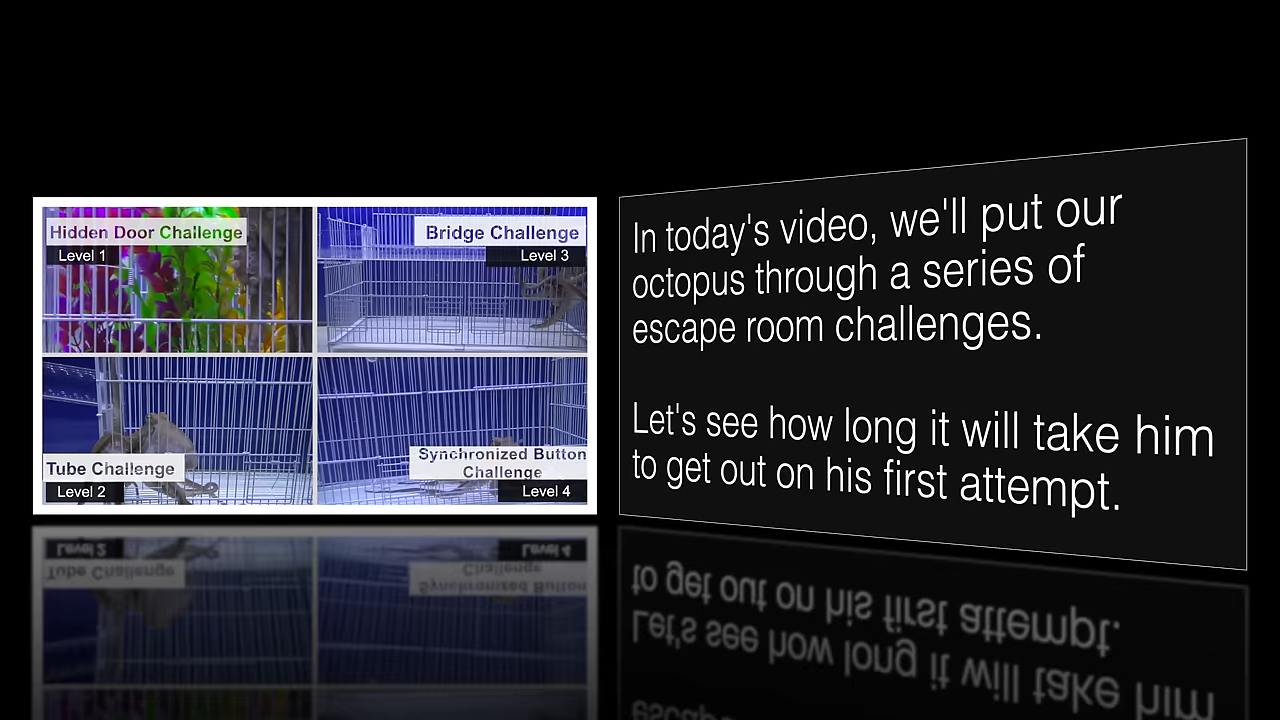 Hidden Door Challenge
Level 1
Bridge Challenge
Level 3
Tube Challenge
Level 2
Synchronized Button
Challenge
Level 4
In today's video, we'll put our
octopus through a series of
escape room challenges.
Let's see how long it will take him
to get out on his first attempt.